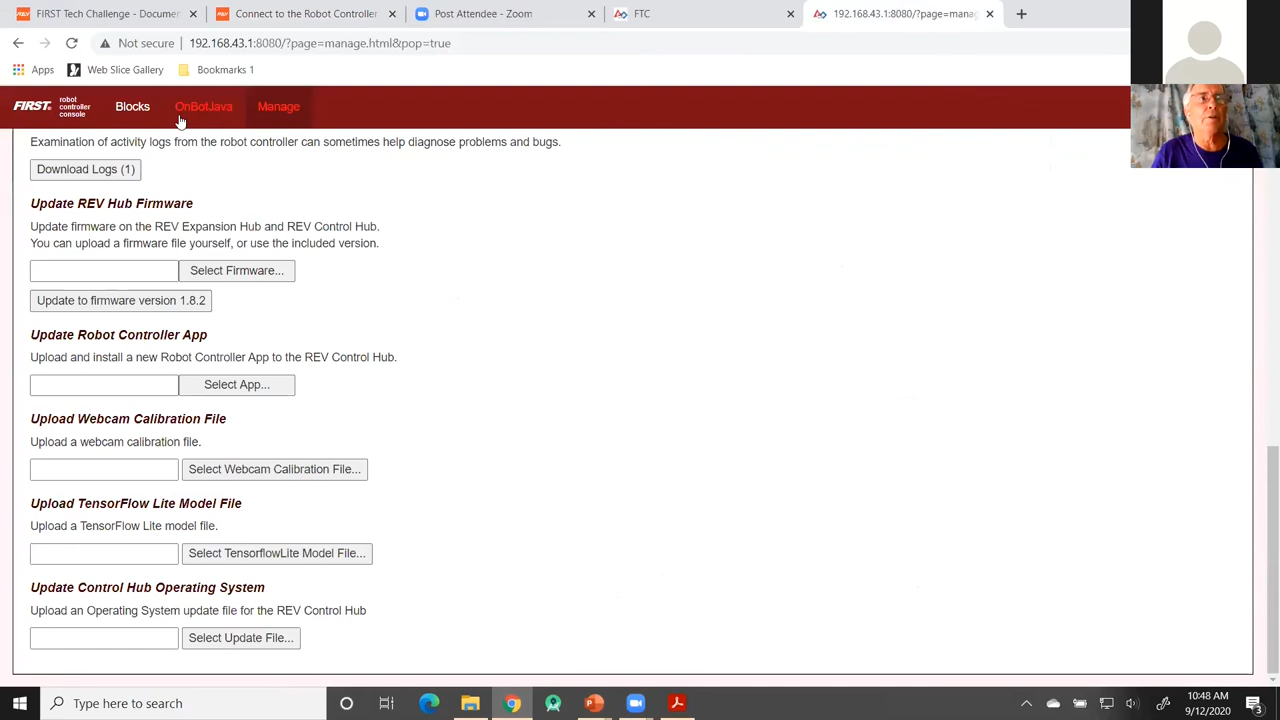 FIRST Tech Challenge - Documen
Connect to the Robot Controller
Post Attendee - Zoom
FTC
192.168.43.1:8080/?page=mana
Not secure 192.168.43.1:8080/?page=manage.html&pop=true
Apps Web Slice Gallery Bookmarks 1
FIRST robot controller console Blocks OnBotJava Manage
Examination of activity logs from the robot controller can sometimes help diagnose problems and bugs.
Download Logs (1)
Update REV Hub Firmware
Update firmware on the REV Expansion Hub and REV Control Hub.
You can upload a firmware file yourself, or use the included version.
Select Firmware...
Update to firmware version 1.8.2
Update Robot Controller App
Upload and install a new Robot Controller App to the REV Control Hub.
Select App...
Upload Webcam Calibration File
Upload a webcam calibration file.
Select Webcam Calibration File...
Upload TensorFlow Lite Model File
Upload a TensorFlow Lite model file.
Select TensorflowLite Model File...
Update Control Hub Operating System
Upload an Operating System update file for the REV Control Hub
Select Update File...
Type here to search
10:48 AM
9/12/2020
3